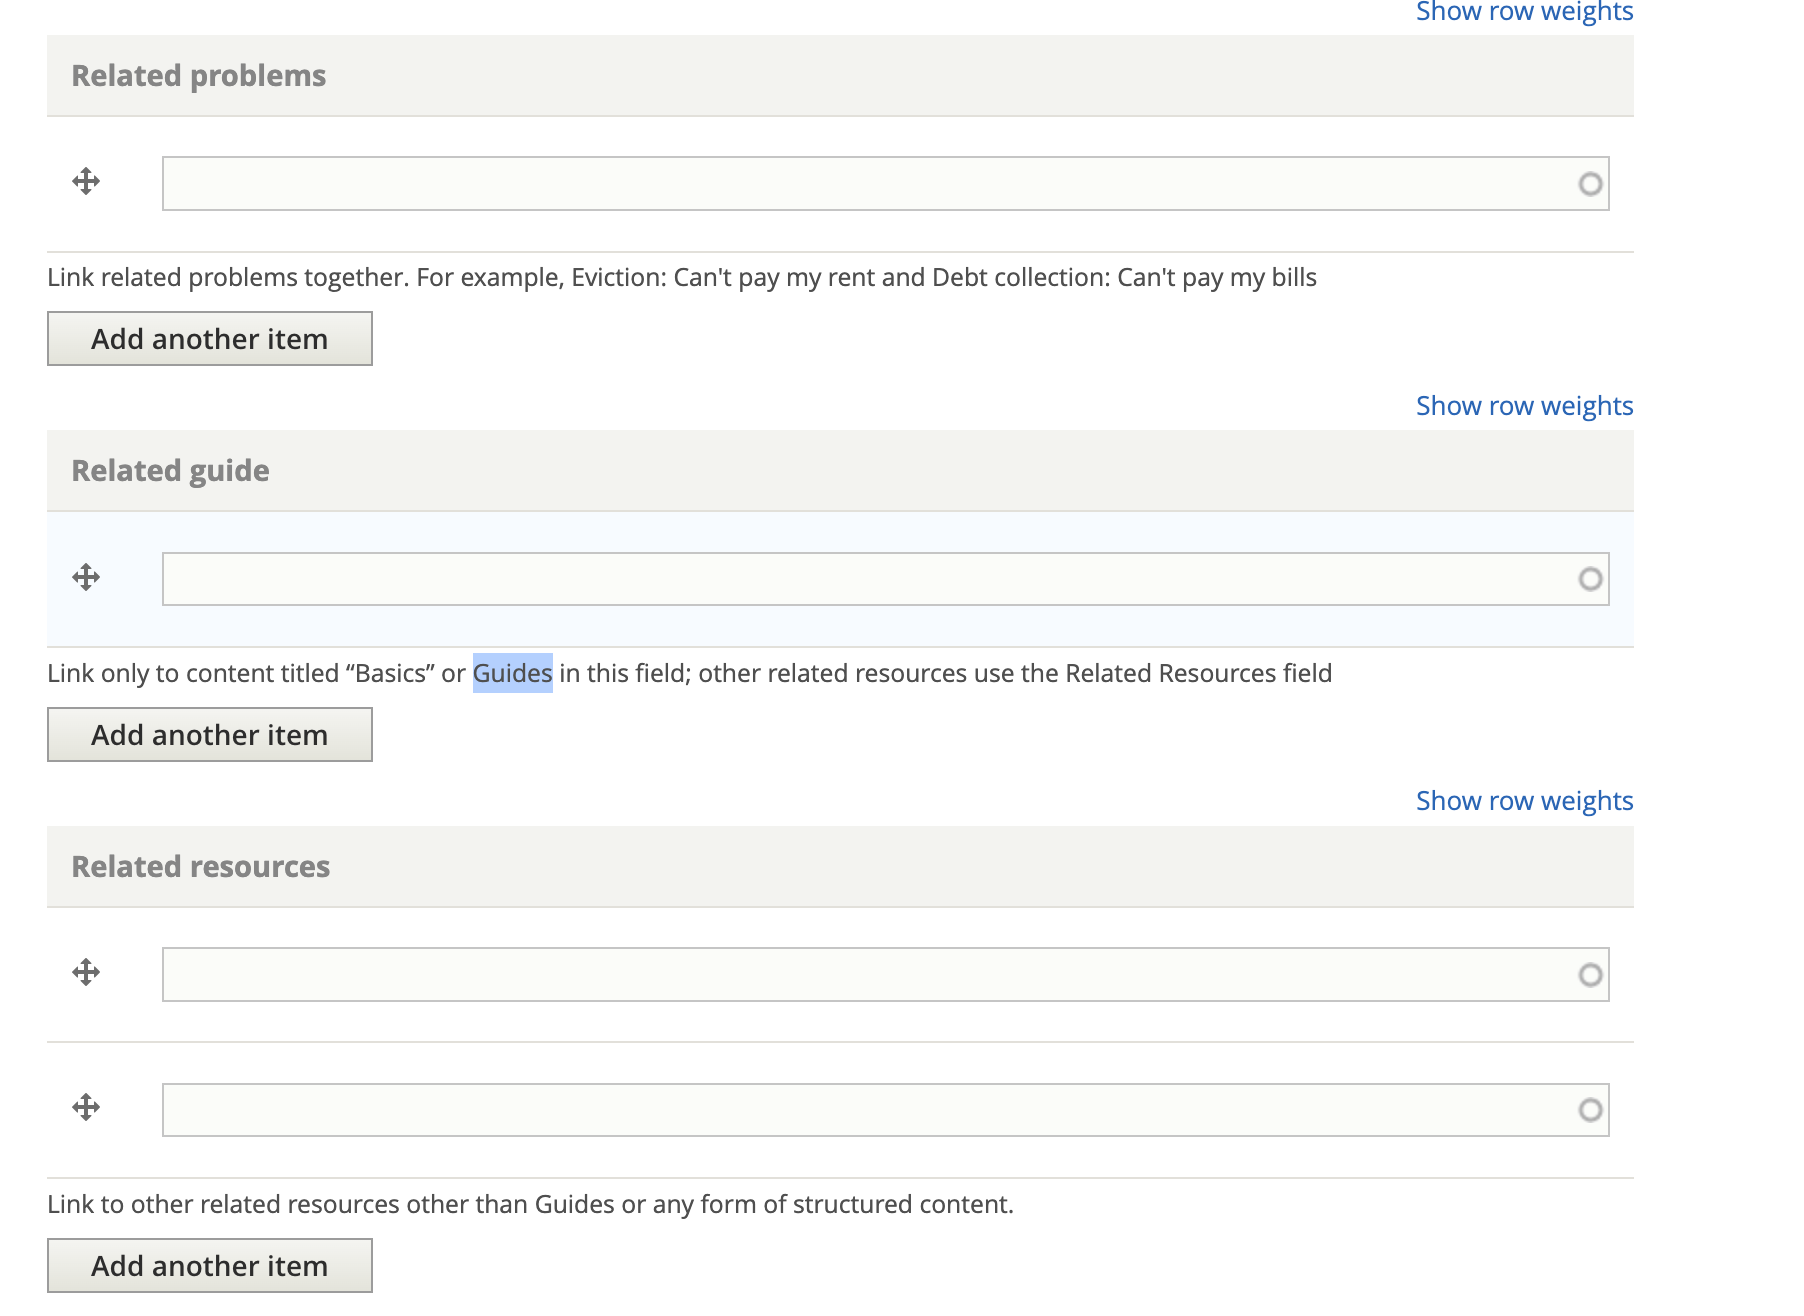 Show row weights
Related problems
Link related problems together. For example, Eviction: Can't pay my rent and Debt collection: Can't pay my bills
Add another item
Show row weights
Related guide
Link only to content titled “Basics” or Guides in this field; other related resources use the Related Resources field
Add another item
Show row weights
Related resources
Link to other related resources other than Guides or any form of structured content.
Add another item